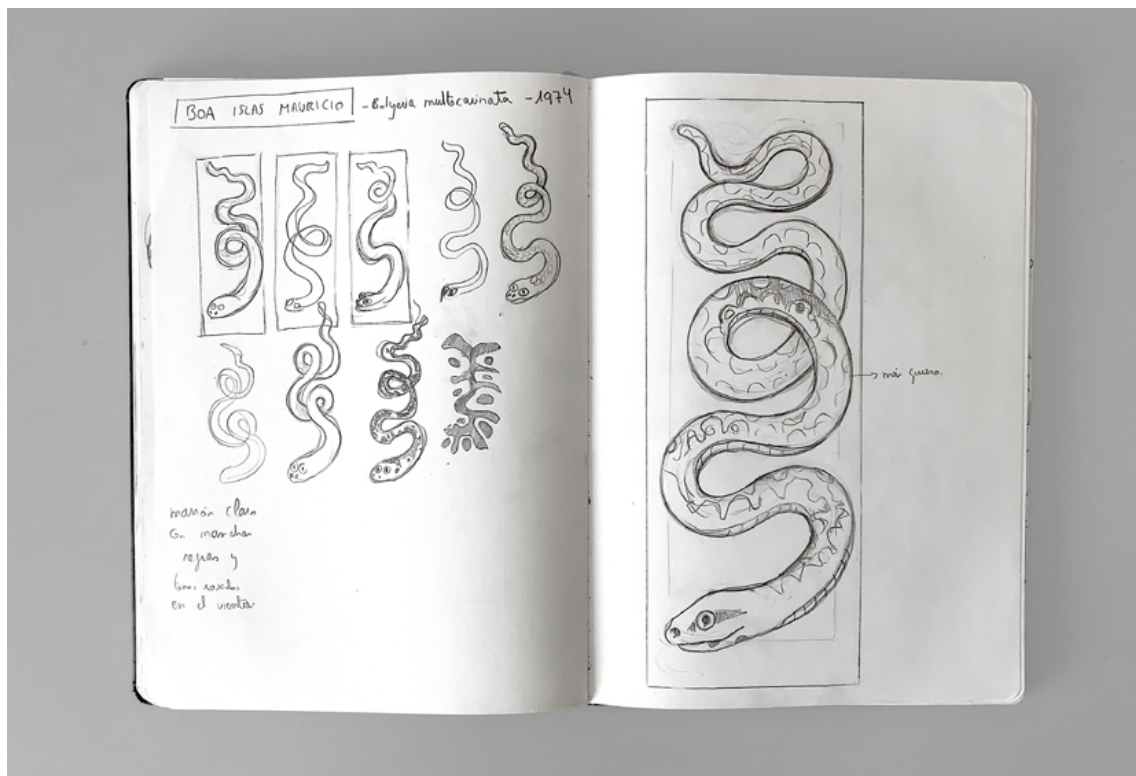 BOA ISLAS MAURICIO - Bolyeria multocarinata - 1974
más gruesa.
marrón claro
con manchas
negras y
tonos rosados
en el vientre.